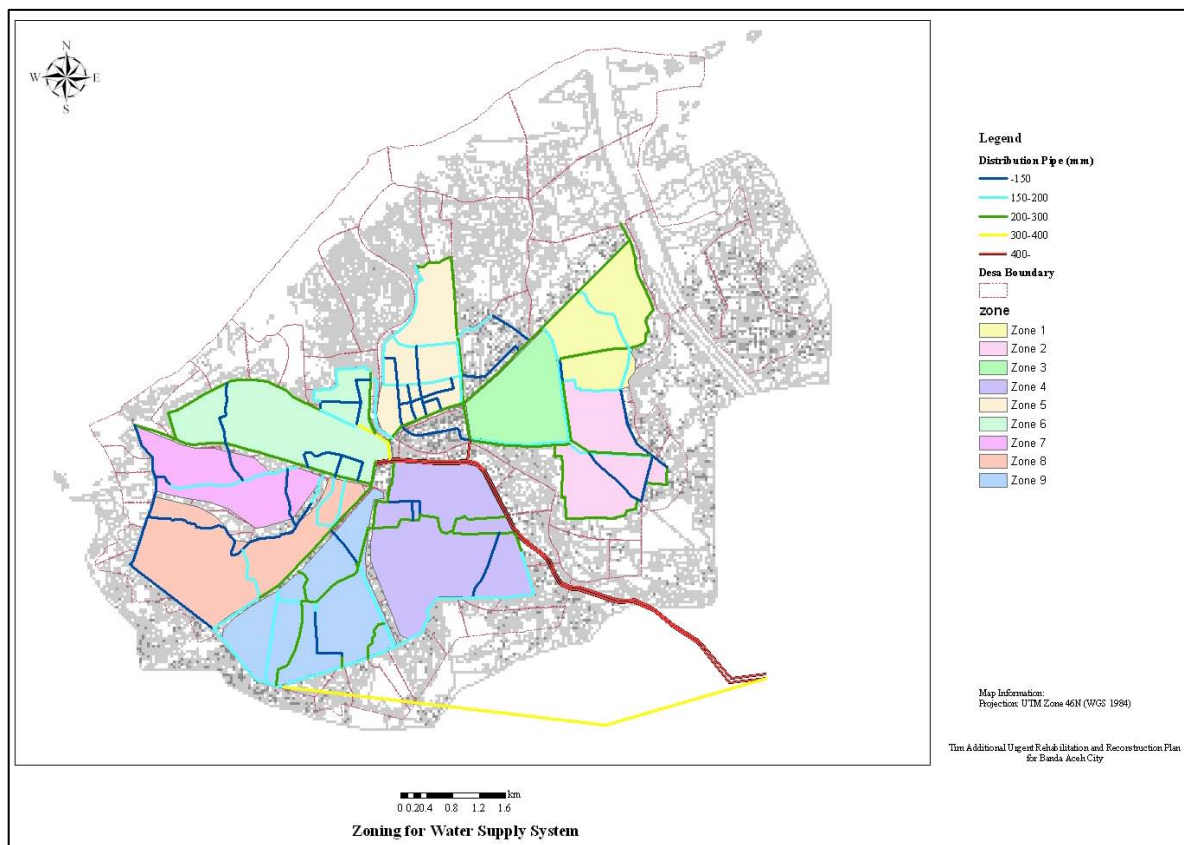 N
W E
S
Legend
Distribution Pipe (mm)
-150
150-200
200-300
300-400
400-
Desa Boundary
zone
Zone 1
Zone 2
Zone 3
Zone 4
Zone 5
Zone 6
Zone 7
Zone 8
Zone 9
Map Information:
Projection: UTM Zone 46N (WGS 1984)
Tim Additional Urgent Rehabilitation and Reconstruction Plan
for Banda Aceh City
km
0 0.20.4 0.8 1.2 1.6
Zoning for Water Supply System